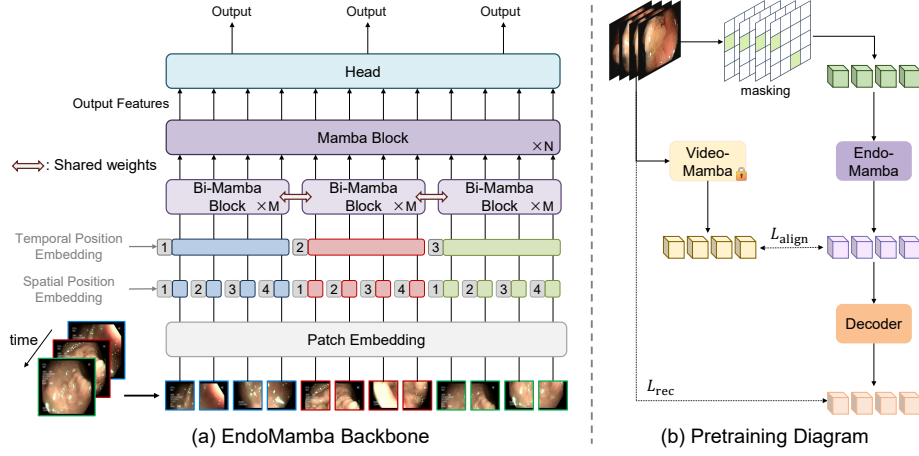 Output Output Output
Head
Output Features
Mamba Block
×N
: Shared weights
Bi-Mamba Block ×M
Bi-Mamba Block ×M
Bi-Mamba Block ×M
Temporal Position
Embedding
1 2 3
Spatial Position
Embedding
1 2 3 4 1 2 3 4 1 2 3 4
Patch Embedding
time
(a) EndoMamba Backbone
masking
Video-
Mamba
Endo-
Mamba
L_align
Decoder
L_rec
(b) Pretraining Diagram